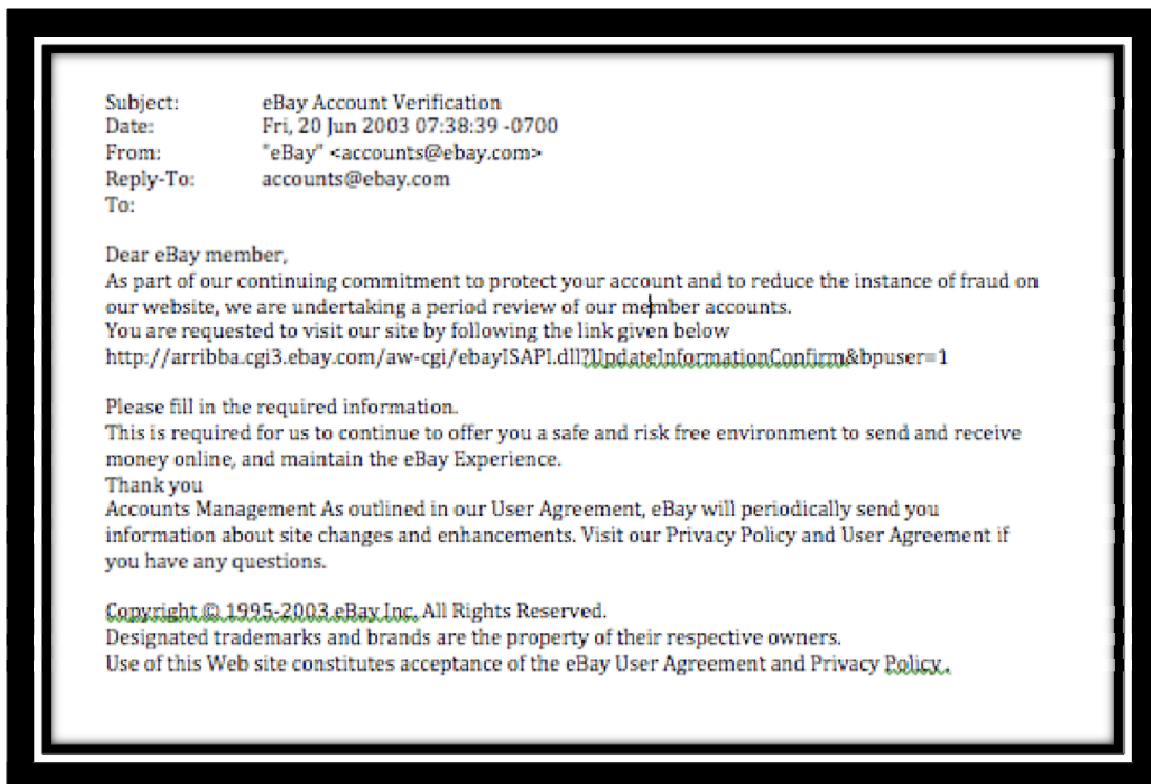 Subject: eBay Account Verification
Date: Fri, 20 Jun 2003 07:38:39 -0700
From: "eBay" <accounts@ebay.com>
Reply-To: accounts@ebay.com
To:
Dear eBay member,
As part of our continuing commitment to protect your account and to reduce the instance of fraud on
our website, we are undertaking a period review of our member accounts.
You are requested to visit our site by following the link given below
http://arribba.cgi3.ebay.com/aw-cgi/ebayISAPI.dll?UpdateInformationConfirm&bpuser=1
Please fill in the required information.
This is required for us to continue to offer you a safe and risk free environment to send and receive
money online, and maintain the eBay Experience.
Thank you
Accounts Management As outlined in our User Agreement, eBay will periodically send you
information about site changes and enhancements. Visit our Privacy Policy and User Agreement if
you have any questions.
Copyright © 1995-2003 eBay Inc. All Rights Reserved.
Designated trademarks and brands are the property of their respective owners.
Use of this Web site constitutes acceptance of the eBay User Agreement and Privacy Policy .